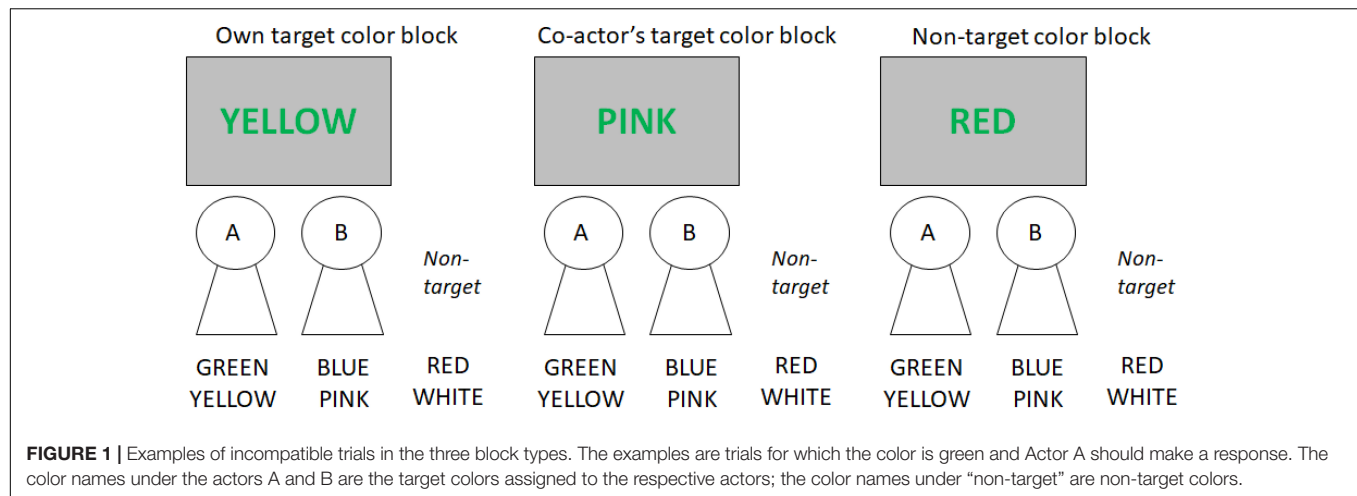 Own target color block
Co-actor's target color block
Non-target color block
YELLOW
PINK
RED
A
B
Non-
target
A
B
Non-
target
A
B
Non-
target
GREEN
YELLOW
BLUE
PINK
RED
WHITE
GREEN
YELLOW
BLUE
PINK
RED
WHITE
GREEN
YELLOW
BLUE
PINK
RED
WHITE
FIGURE 1 | Examples of incompatible trials in the three block types. The examples are trials for which the color is green and Actor A should make a response. The
color names under the actors A and B are the target colors assigned to the respective actors; the color names under “non-target” are non-target colors.